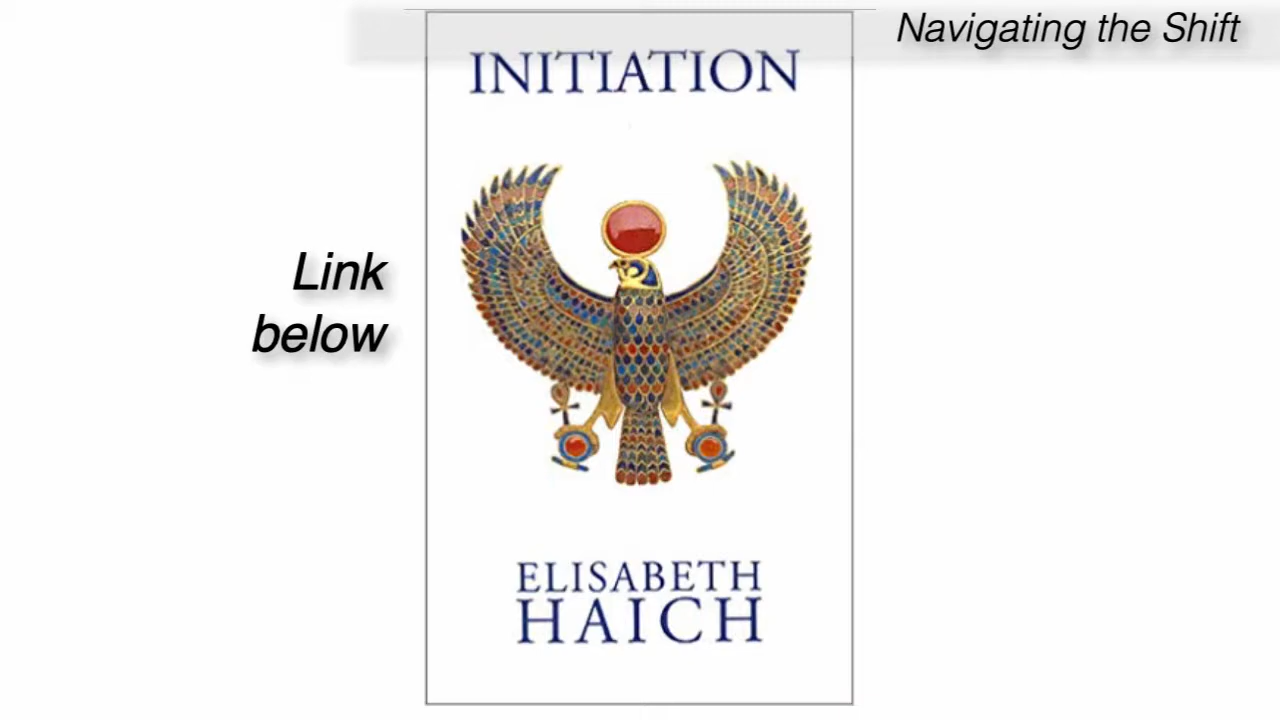 Navigating the Shift
INITIATION
Link
below
ELISABETH
HAICH